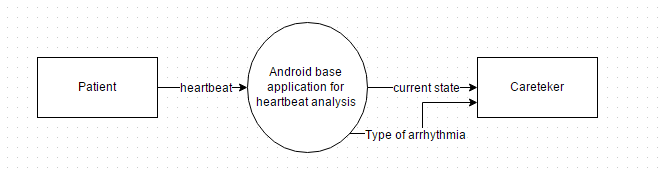 Patient
heartbeat
Android base
application for
heartbeat analysis
current state
Type of arrhythmia
Careteker